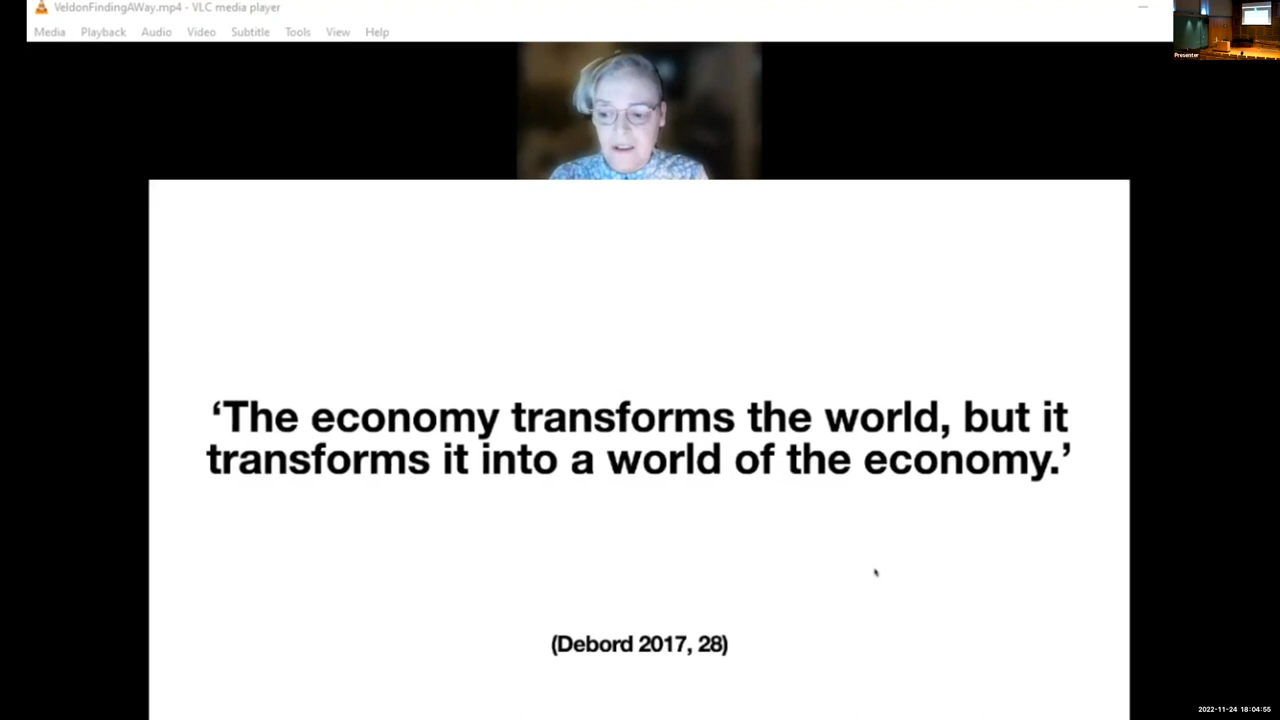 VeldonFindingAWay.mp4 - VLC media player
Media Playback Audio Video Subtitle Tools View Help
Presenter
‘The economy transforms the world, but it
transforms it into a world of the economy.’
(Debord 2017, 28)
2022-11-24 18:04:55